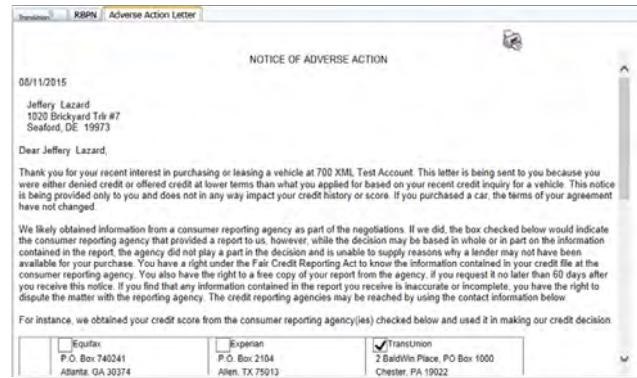 TransUnion RBPN Adverse Action Letter
NOTICE OF ADVERSE ACTION
08/11/2015
Jeffery Lazard
1020 Brickyard Trlr #7
Seaford, DE 19973
Dear Jeffery Lazard,
Thank you for your recent interest in purchasing or leasing a vehicle at 700 XML Test Account. This letter is being sent to you because you
were either denied credit or offered credit at lower terms than what you applied for based on your recent credit inquiry for a vehicle. This notice
is being provided only to you and does not in any way impact your credit history or score. If you purchased a car, the terms of your agreement
have not changed.
We likely obtained information from a consumer reporting agency as part of the negotiations. If we did, the box checked below would indicate
the consumer reporting agency that provided a report to us, however, while the decision may be based in whole or in part on the information
contained in the report, the agency did not play a part in the decision and is unable to supply reasons why a lender may not have been
available for your purchase. You have a right under the Fair Credit Reporting Act to know the information contained in your credit file at the
consumer reporting agency. You also have the right to a free copy of your report from the agency, if you request it no later than 60 days after
you receive this notice. If you find that any information contained in the report you receive is inaccurate or incomplete, you have the right to
dispute the matter with the reporting agency. The credit reporting agencies may be reached by using the contact information below.
For instance, we obtained your credit score from the consumer reporting agency(ies) checked below and used it in making our credit decision.
Equifax Experian TransUnion
P.O. Box 740241 P.O. Box 2104 2 BaldWin Place, PO Box 1000
Atlanta, GA 30374 Allen, TX 75013 Chester, PA 19022